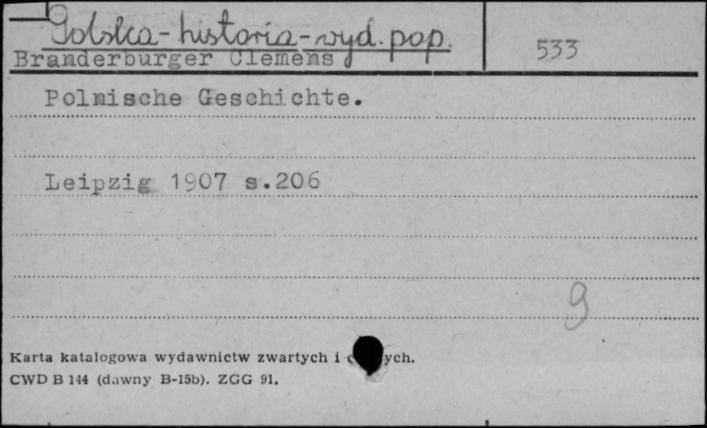 Polska-historia-wyd. pop.
533
Branderburger Clemens
Polnische Geschichte.
Leipzig 1907 s.206
9
Karta katalogowa wydawnictw zwartych i ych.
CWD B 144 (dawny B-15b). ZGG 91.